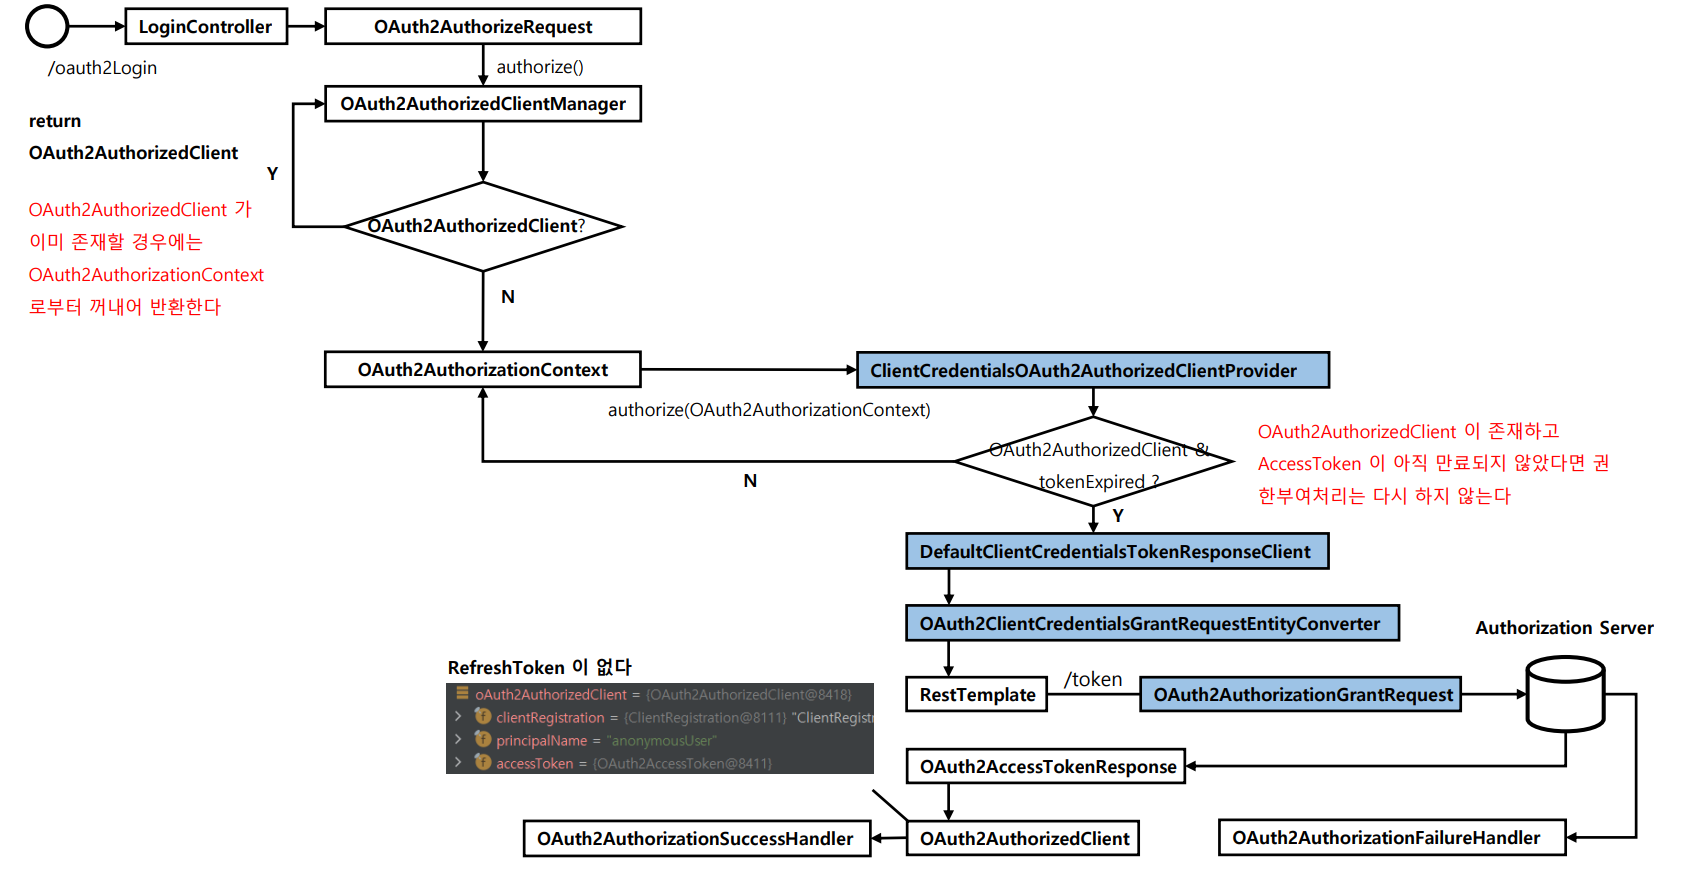 LoginController
OAuth2AuthorizeRequest
/oauth2Login
authorize()
OAuth2AuthorizedClientManager
return
OAuth2AuthorizedClient
Y
OAuth2AuthorizedClient 가
이미 존재할 경우에는
OAuth2AuthorizationContext
로부터 꺼내어 반환한다
OAuth2AuthorizedClient?
N
OAuth2AuthorizationContext
ClientCredentialsOAuth2AuthorizedClientProvider
authorize(OAuth2AuthorizationContext)
OAuth2AuthorizedClient &
tokenExpired ?
N
Y
OAuth2AuthorizedClient 이 존재하고
AccessToken 이 아직 만료되지 않았다면 권
한부여처리는 다시 하지 않는다
DefaultClientCredentialsTokenResponseClient
OAuth2ClientCredentialsGrantRequestEntityConverter
Authorization Server
RestTemplate
/token
OAuth2AuthorizationGrantRequest
RefreshToken 이 없다
oAuth2AuthorizedClient = {OAuth2AuthorizedClient@8418}
clientRegistration = {ClientRegistration@8111} "ClientRegistr
principalName = "anonymousUser"
accessToken = {OAuth2AccessToken@8411}
OAuth2AccessTokenResponse
OAuth2AuthorizationSuccessHandler
OAuth2AuthorizedClient
OAuth2AuthorizationFailureHandler